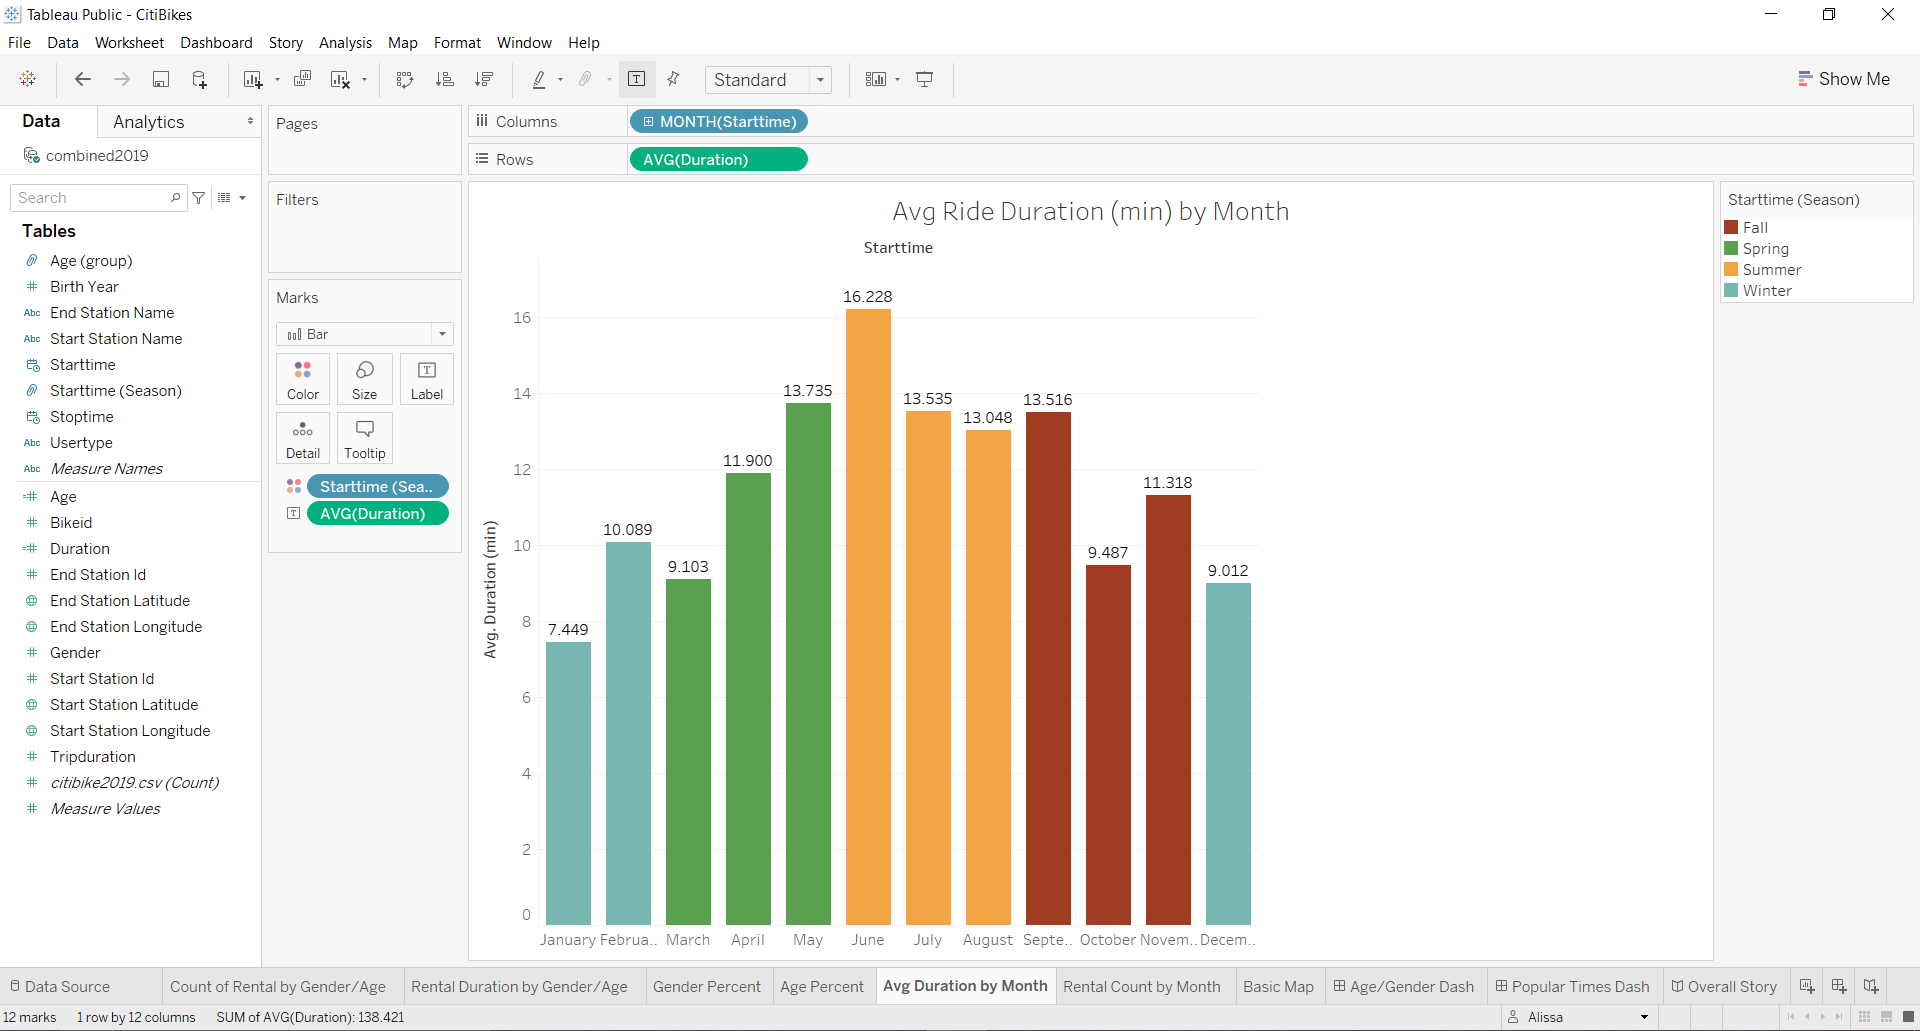 Tableau Public - CitiBikes
File Data Worksheet Dashboard Story Analysis Map Format Window Help
Standard
Show Me
Data Analytics
combined2019
Search
Tables
Age (group)
Birth Year
Abc End Station Name
Abc Start Station Name
Starttime
Starttime (Season)
Stoptime
Abc Usertype
Abc Measure Names
Age
Bikeid
Duration
End Station Id
End Station Latitude
End Station Longitude
Gender
Start Station Id
Start Station Latitude
Start Station Longitude
Tripduration
citibike2019.csv (Count)
Measure Values
Pages
Filters
Marks
Bar
Color Size Label
Detail Tooltip
Starttime (Sea..
AVG(Duration)
Columns MONTH(Starttime)
Rows AVG(Duration)
Avg Ride Duration (min) by Month
Starttime
Avg. Duration (min)
16
14
12
10
8
6
4
2
0
7.449
10.089
9.103
11.900
13.735
16.228
13.535
13.048
13.516
9.487
11.318
9.012
January Februa.. March April May June July August Septe.. October Novem.. Decem..
Starttime (Season)
Fall
Spring
Summer
Winter
Data Source Count of Rental by Gender/Age Rental Duration by Gender/Age Gender Percent Age Percent Avg Duration by Month Rental Count by Month Basic Map Age/Gender Dash Popular Times Dash Overall Story
12 marks 1 row by 12 columns SUM of AVG(Duration): 138.421 Alissa